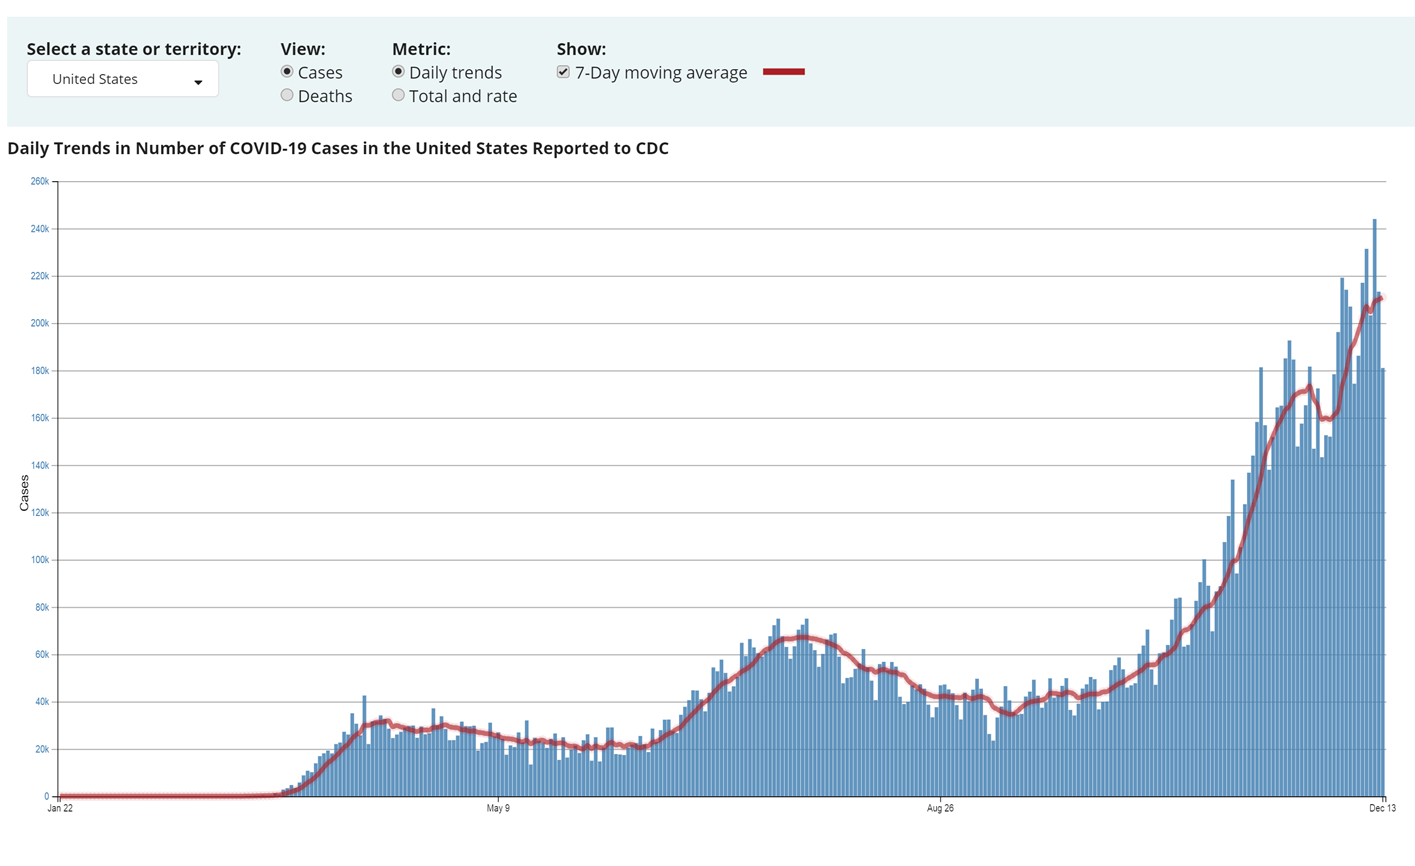 Select a state or territory: View: Metric: Show:
United States Cases Daily trends 7-Day moving average
Deaths Total and rate
Daily Trends in Number of COVID-19 Cases in the United States Reported to CDC
260k
240k
220k
200k
180k
160k
140k
120k
100k
80k
60k
40k
20k
0
Cases
Jan 22 May 9 Aug 26 Dec 13